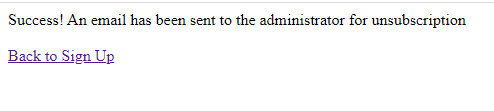 Success! An email has been sent to the administrator for unsubscription
Back to Sign Up